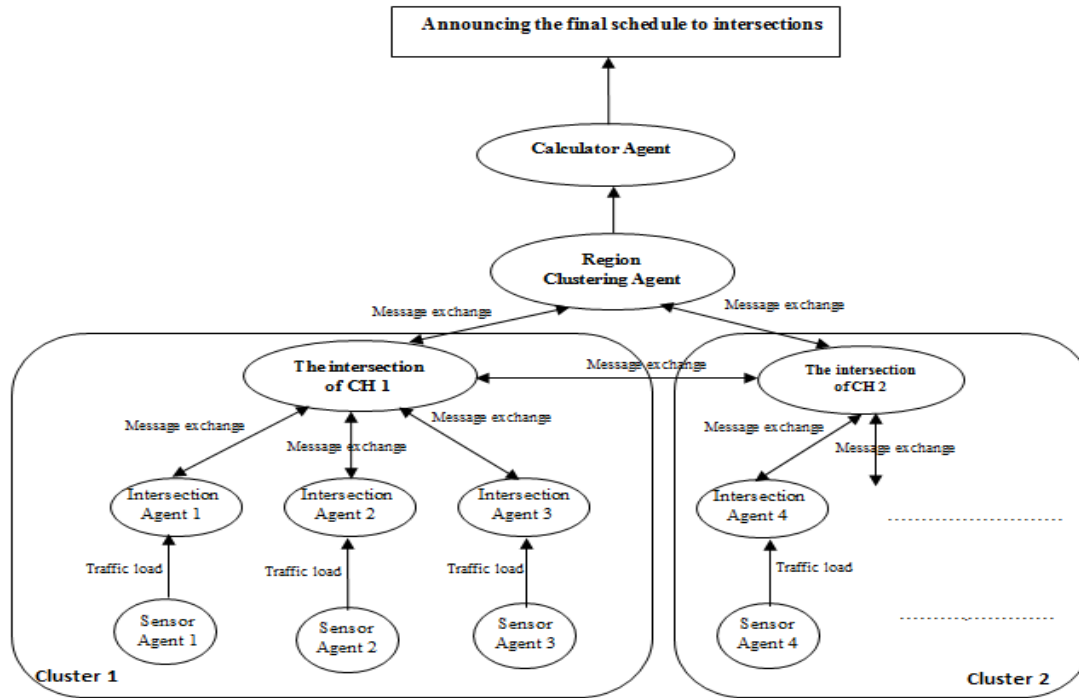 Announcing the final schedule to intersections
Calculator Agent
Region
Clustering Agent
Message exchange
Message exchange
The intersection
of CH 1
Message exchange
The intersection
of CH 2
Message exchange
Message exchange
Message exchange
Message exchange
Message exchange
Intersection
Agent 1
Intersection
Agent 2
Intersection
Agent 3
Intersection
Agent 4
Traffic load
Traffic load
Traffic load
Traffic load
Sensor
Agent 1
Sensor
Agent 2
Sensor
Agent 3
Sensor
Agent 4
Cluster 1
Cluster 2